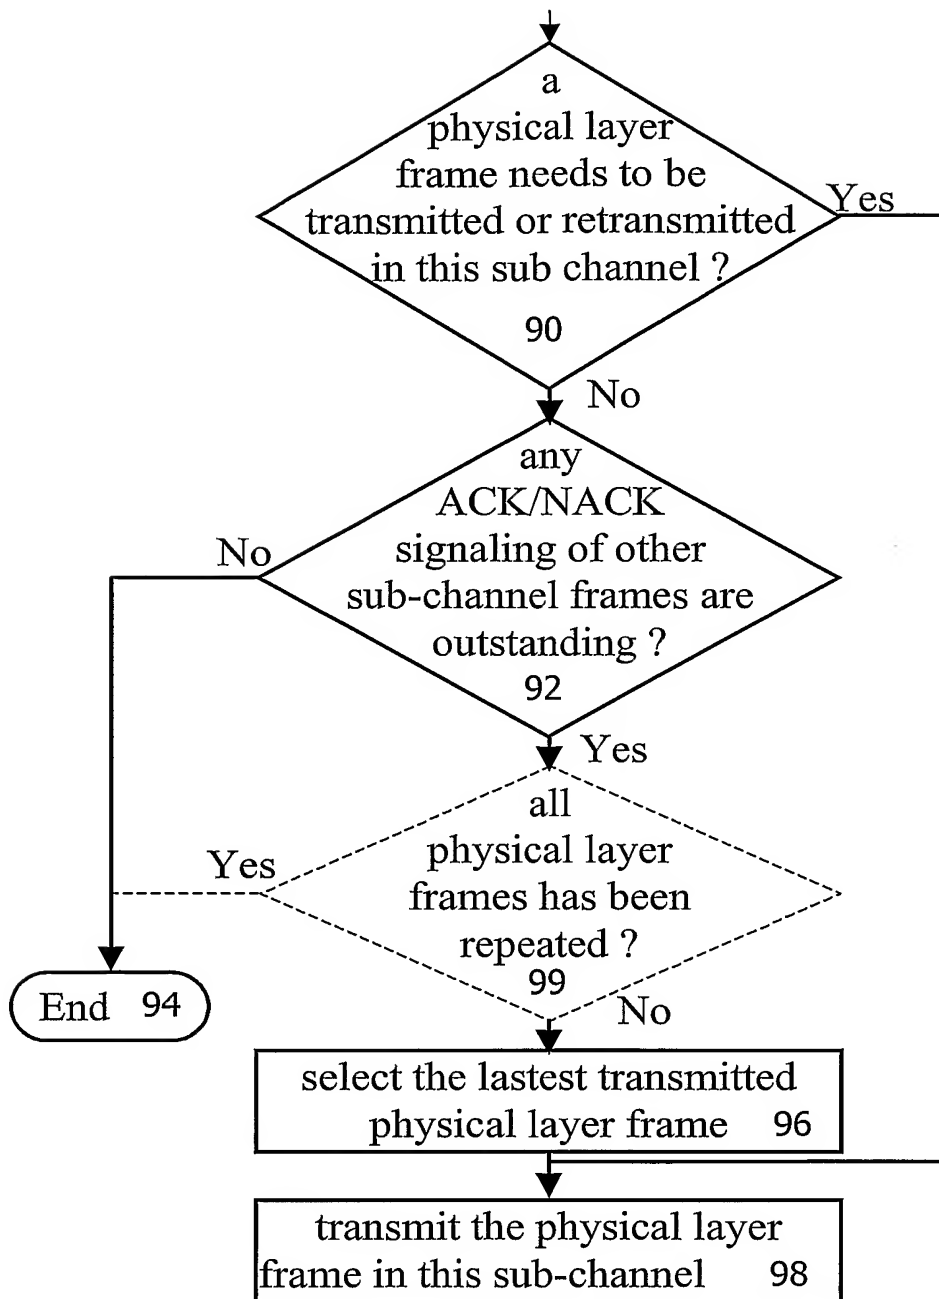 a
physical layer
frame needs to be
transmitted or retransmitted
in this sub channel ?
90
Yes
No
any
ACK/NACK
signaling of other
sub-channel frames are
outstanding ?
92
No
Yes
all
physical layer
frames has been
repeated ?
99
Yes
No
End 94
select the lastest transmitted
physical layer frame 96
transmit the physical layer
frame in this sub-channel 98